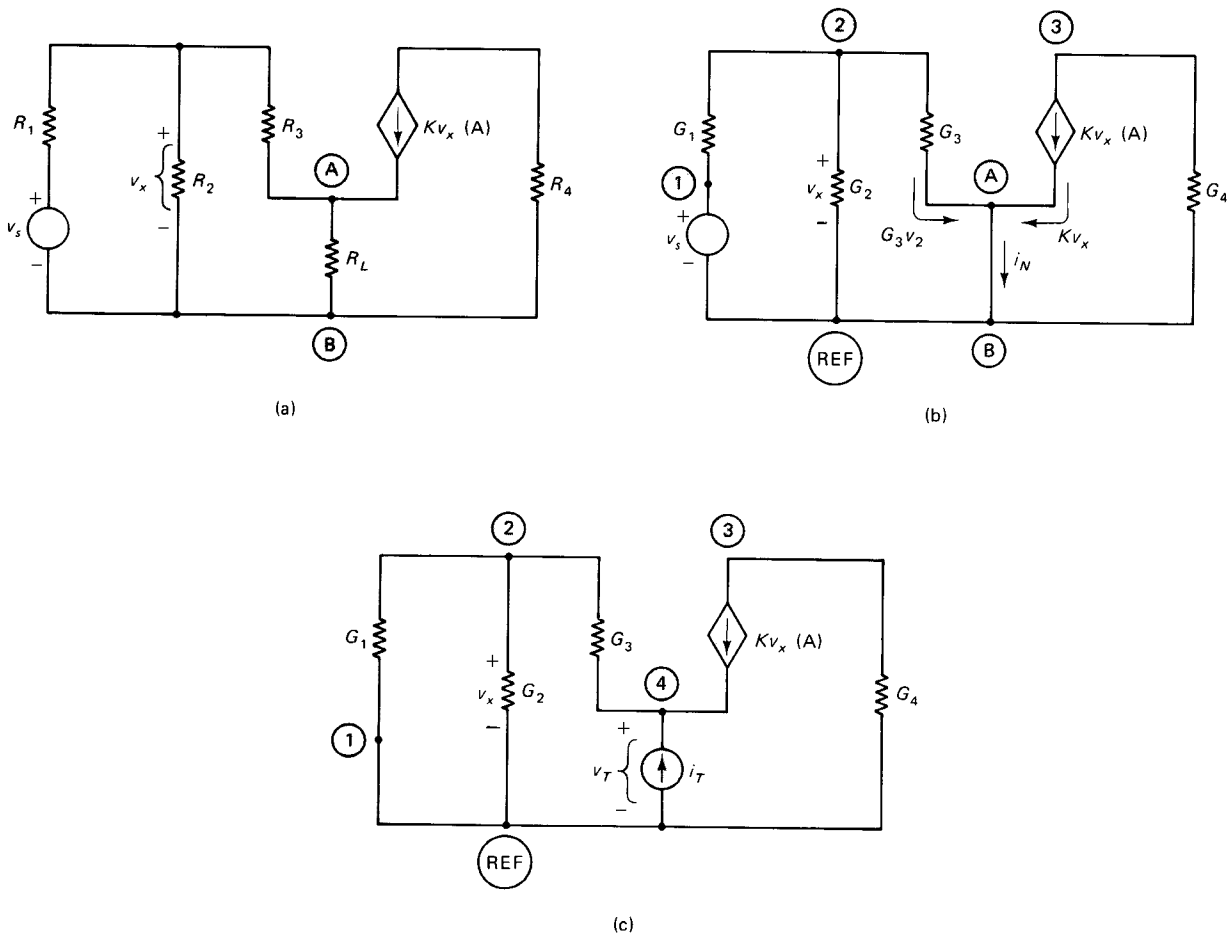 R1
+
vs
−
+
vx
−
R2
R3
A
Kvx (A)
R4
RL
B
(a)
2
3
G1
1
+
vs
−
+
vx
−
G2
G3
A
Kvx (A)
G4
G3v2
Kvx
iN
REF
B
(b)
2
3
G1
1
+
vx
−
G2
G3
4
Kvx (A)
G4
+
vT
−
iT
REF
(c)